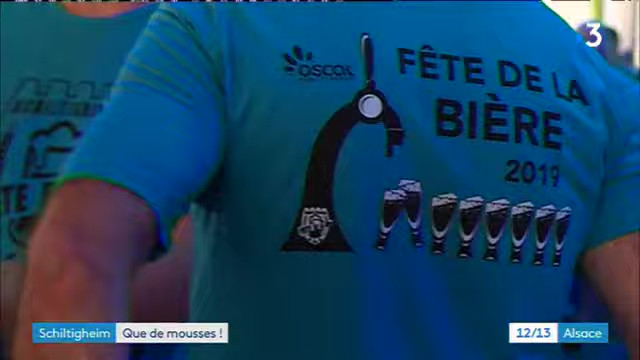 3
OSCOL
FÊTE DE LA
BIÈRE
2019
Schiltigheim
Que de mousses !
12/13
Alsace